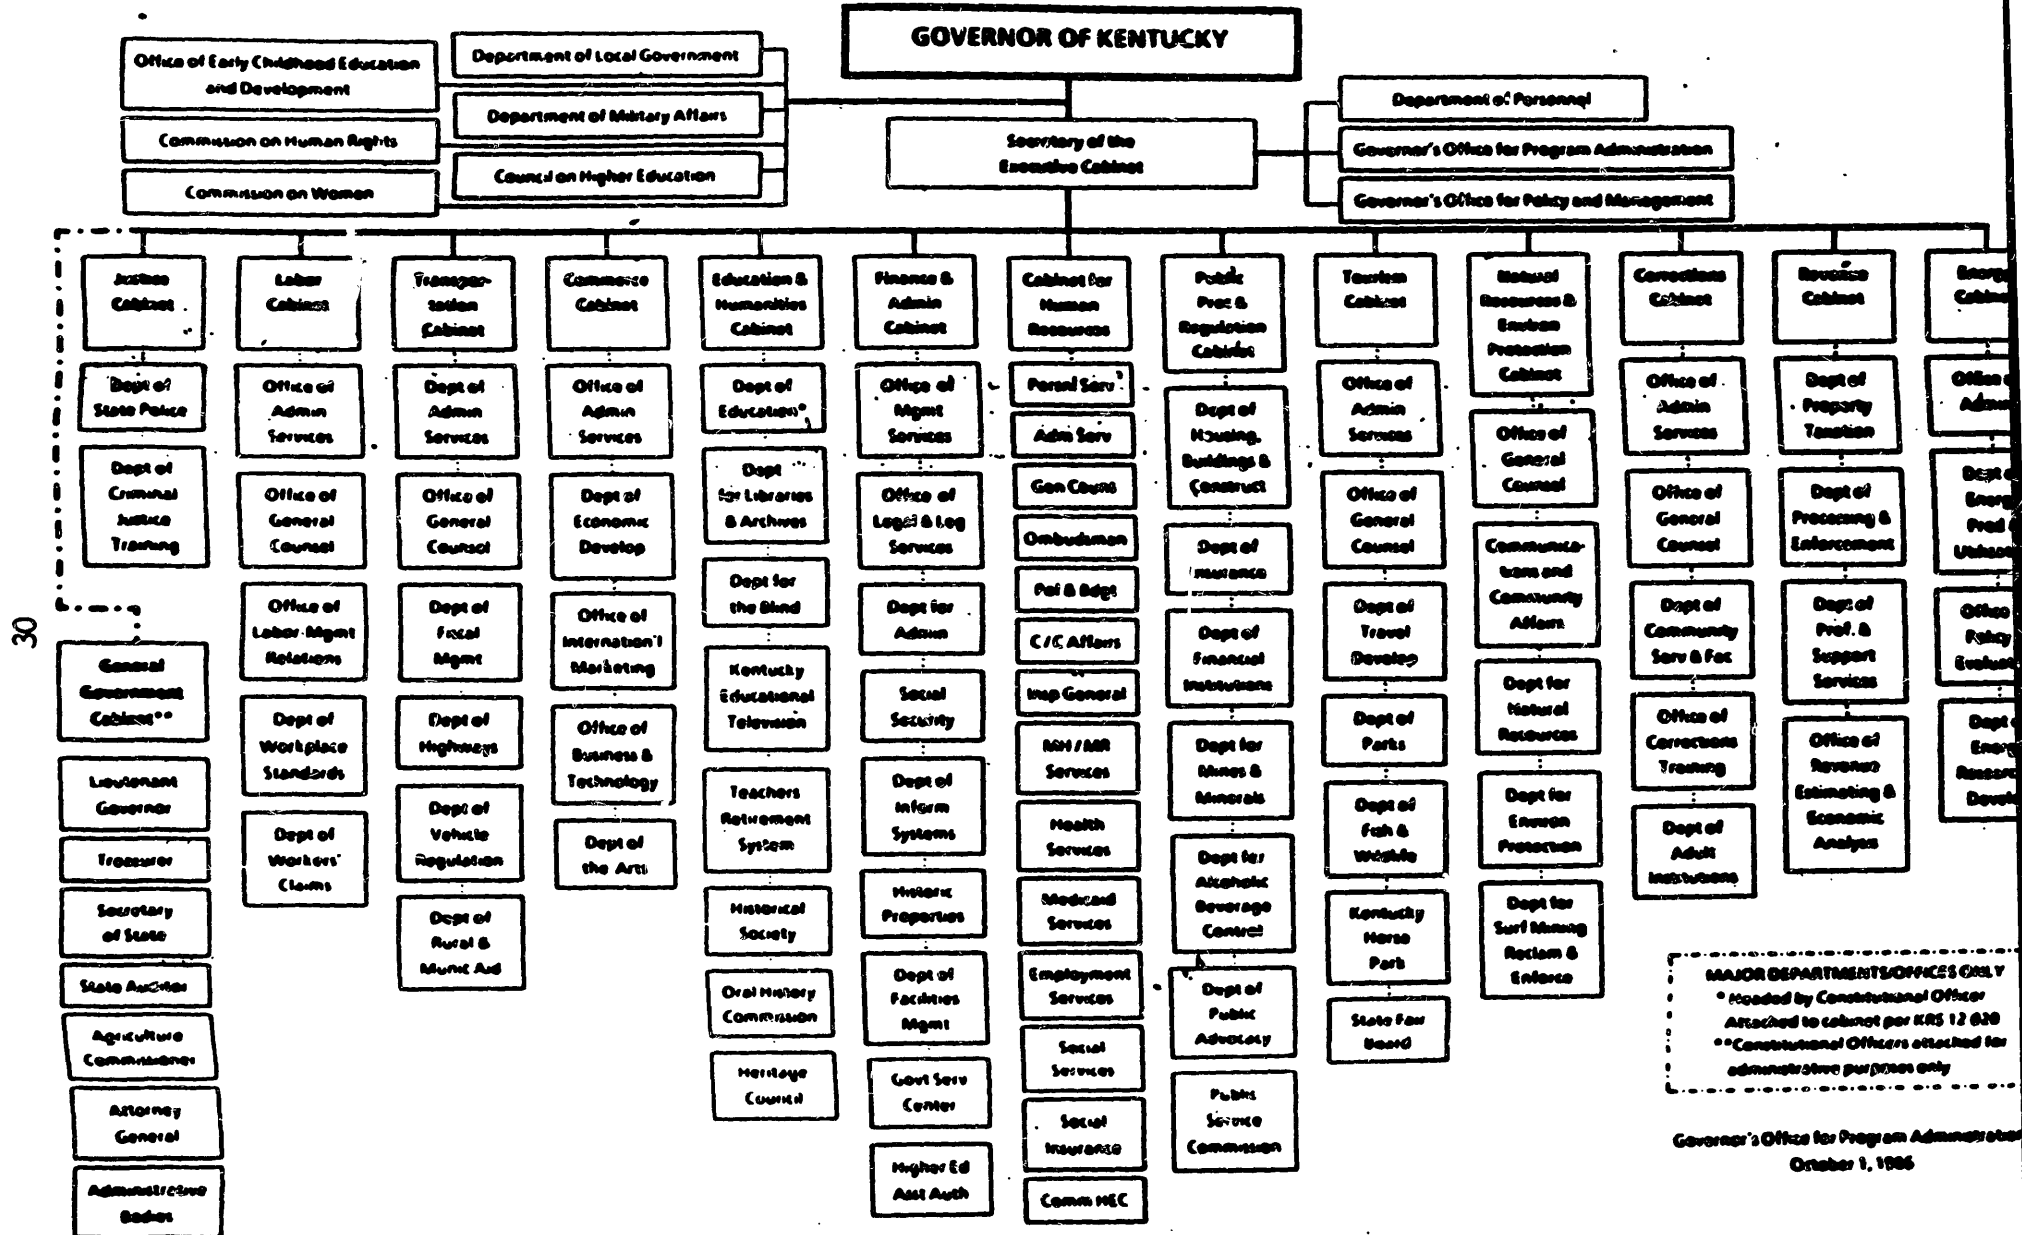 GOVERNOR OF KENTUCKY
Office of Early Childhood Education
and Development
Commission on Human Rights
Commission on Women
Department of Local Government
Department of Military Affairs
Council on Higher Education
Secretary of the
Executive Cabinet
Department of Personnel
Governor's Office for Program Administration
Governor's Office for Policy and Management
Justice
Cabinet
Dept of
State Police
Dept of
Criminal
Justice
Training
30
General
Government
Cabinet**
Lieutenant
Governor
Treasurer
Secretary
of State
State Auditor
Agriculture
Commissioner
Attorney
General
Administrative
Bodies
Labor
Cabinet
Office of
Admin
Services
Office of
General
Counsel
Office of
Labor-Mgmt
Relations
Dept of
Workplace
Standards
Dept of
Workers'
Claims
Transpor-
tation
Cabinet
Dept of
Admin
Services
Office of
General
Counsel
Dept of
Fiscal
Mgmt
Dept of
Highways
Dept of
Vehicle
Regulation
Dept of
Rural &
Munic Aid
Commerce
Cabinet
Office of
Admin
Services
Dept of
Economic
Develop
Office of
Internation'l
Marketing
Office of
Business &
Technology
Dept of
the Arts
Education &
Humanities
Cabinet
Dept of
Education*
Dept
for Libraries
& Archives
Dept for
the Blind
Kentucky
Educational
Television
Teachers
Retirement
System
Historical
Society
Oral History
Commission
Heritage
Council
Finance &
Admin
Cabinet
Office of
Mgmt
Services
Office of
Legal & Leg
Services
Dept for
Admin
Social
Security
Dept of
Inform
Systems
Historic
Properties
Dept of
Facilities
Mgmt
Govt Serv
Center
Higher Ed
Asst Auth
Cabinet for
Human
Resources
Personl Serv
Adm Serv
Gen Couns
Ombudsman
Pol & Bdgt
C/C Affairs
Insp General
MH/MR
Services
Health
Services
Medicaid
Services
Employment
Services
Social
Services
Social
Insurance
Comm HEC
Public
Prot &
Regulation
Cabinet
Dept of
Housing,
Buildings &
Construct
Dept of
Insurance
Dept of
Financial
Institutions
Dept for
Mines &
Minerals
Dept for
Alcoholic
Beverage
Control
Dept of
Public
Advocacy
Public
Service
Commission
Tourism
Cabinet
Office of
Admin
Services
Office of
General
Counsel
Dept of
Travel
Develop
Dept of
Parks
Dept of
Fish &
Wildlife
Kentucky
Horse
Park
State Fair
Board
Natural
Resources &
Environ
Protection
Cabinet
Office of
General
Counsel
Communica-
tions and
Community
Affairs
Dept for
Natural
Resources
Dept for
Environ
Protection
Dept for
Surf Mining
Reclam &
Enforce
Corrections
Cabinet
Office of
Admin
Services
Office of
General
Counsel
Dept of
Community
Serv & Fac
Office of
Corrections
Training
Dept of
Adult
Institutions
Revenue
Cabinet
Dept of
Property
Taxation
Dept of
Processing &
Enforcement
Dept of
Prof. &
Support
Services
Office of
Revenue
Estimating &
Economic
Analysis
Energy
Office
Dept
Energ
Prod
Office
Policy
Evaluat
Dept
Energ
Researc
Develo
MAJOR DEPARTMENTS/OFFICES ONLY
* Headed by Constitutional Officer
Attached to cabinet per KRS 12 020
**Constitutional Officers attached for
administrative purposes only
Governor's Office for Program Administration
October 1, 1986